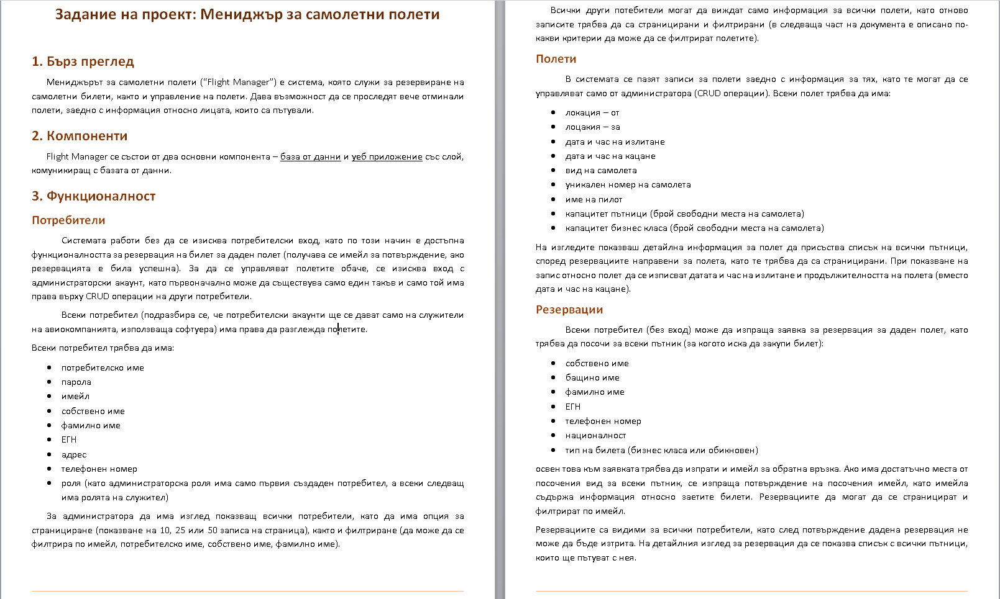 Задание на проект: Мениджър за самолетни полети
1. Бърз преглед
Мениджърът за самолетни полети (“Flight Manager”) е система, която служи за резервиране на
самолетни билети, както и управление на полети. Дава възможност да се проследят вече отминали
полети, заедно с информация относно лицата, които са пътували.
2. Компоненти
Flight Manager се състои от два основни компонента – база от данни и уеб приложение със слой,
комуникиращ с базата от данни.
3. Функционалност
Потребители
Системата работи без да се изисква потребителски вход, като по този начин е достъпна
функционалността за резервация на билет за даден полет (получава се имейл за потвърждение, ако
резервацията е била успешна). За да се управляват полетите обаче, се изисква вход с
администраторски акаунт, като първоначално може да съществува само един такъв и само той има
права върху CRUD операции на други потребители.
Всеки потребител (подразбира се, че потребителски акаунти ще се дават само на служители
на авиокомпанията, използваща софтуера) има права да разглежда полетите.
Всеки потребител трябва да има:
• потребителско име
• парола
• имейл
• собствено име
• фамилно име
• ЕГН
• адрес
• телефонен номер
• роля (като администраторска роля има само първия създаден потребител, а всеки следващ
има ролята на служител)
За администратора да има изглед показващ всички потребители, като да има опция за
страницирaне (показване на 10, 25 или 50 записа на страница), както и филтриране (да може да се
филтрира по имейл, потребителско име, собствено име, фамилно име).
Всички други потебители могат да виждат само информация за всички полети, като отново
записите трябва да са страницирани и филтрирани (в следваща част на документа е описано по-
какви критерии да може да се филтрират полетите).
Полети
В системата се пазят записи за полети заедно с информация за тях, като те могат да се
управляват само от администратора (CRUD операции). Всеки полет трябва да има:
• локация – от
• лоцакия – за
• дата и час на излитане
• дата и час на кацане
• вид на самолета
• уникален номер на самолета
• име на пилот
• капацитет пътници (брой свободни места на самолета)
• капацитет бизнес класа (брой свободни места на самолета)
На изгледите показваш детайлна информация за полет да присъства списък на всички пътници,
според резервациите направени за полета, като те трябва да са страницирани. При показване на
запис относно полет да се изписват датата и час на излитане и продължителността на полета (вместо
дата и час на кацане).
Резервации
Всеки потребител (без вход) може да изпраща заявка за резервация за даден полет, като
трябва да посочи за всеки пътник (за когото иска да закупи билет):
• собствено име
• бащино име
• фамилно име
• ЕГН
• телефонен номер
• националност
• тип на билета (бизнес класа или обикновен)
освен това към заявката трябва да изпрати и имейл за обратна връзка. Ако има достатъчно места от
посочения вид за всеки пътник, се изпраща потвърждение на посочения имейл, като имейла
съдържа информация относно заетите билети. Резервациите да могат да се страницират и
филтрират по имейл.
Резервациите са видими за всички потребители, като след потвърждение дадена резервация не
може да бъде изтрита. На детайлния изглед за резервация да се показва списък с всички пътници,
които ще пътуват с нея.